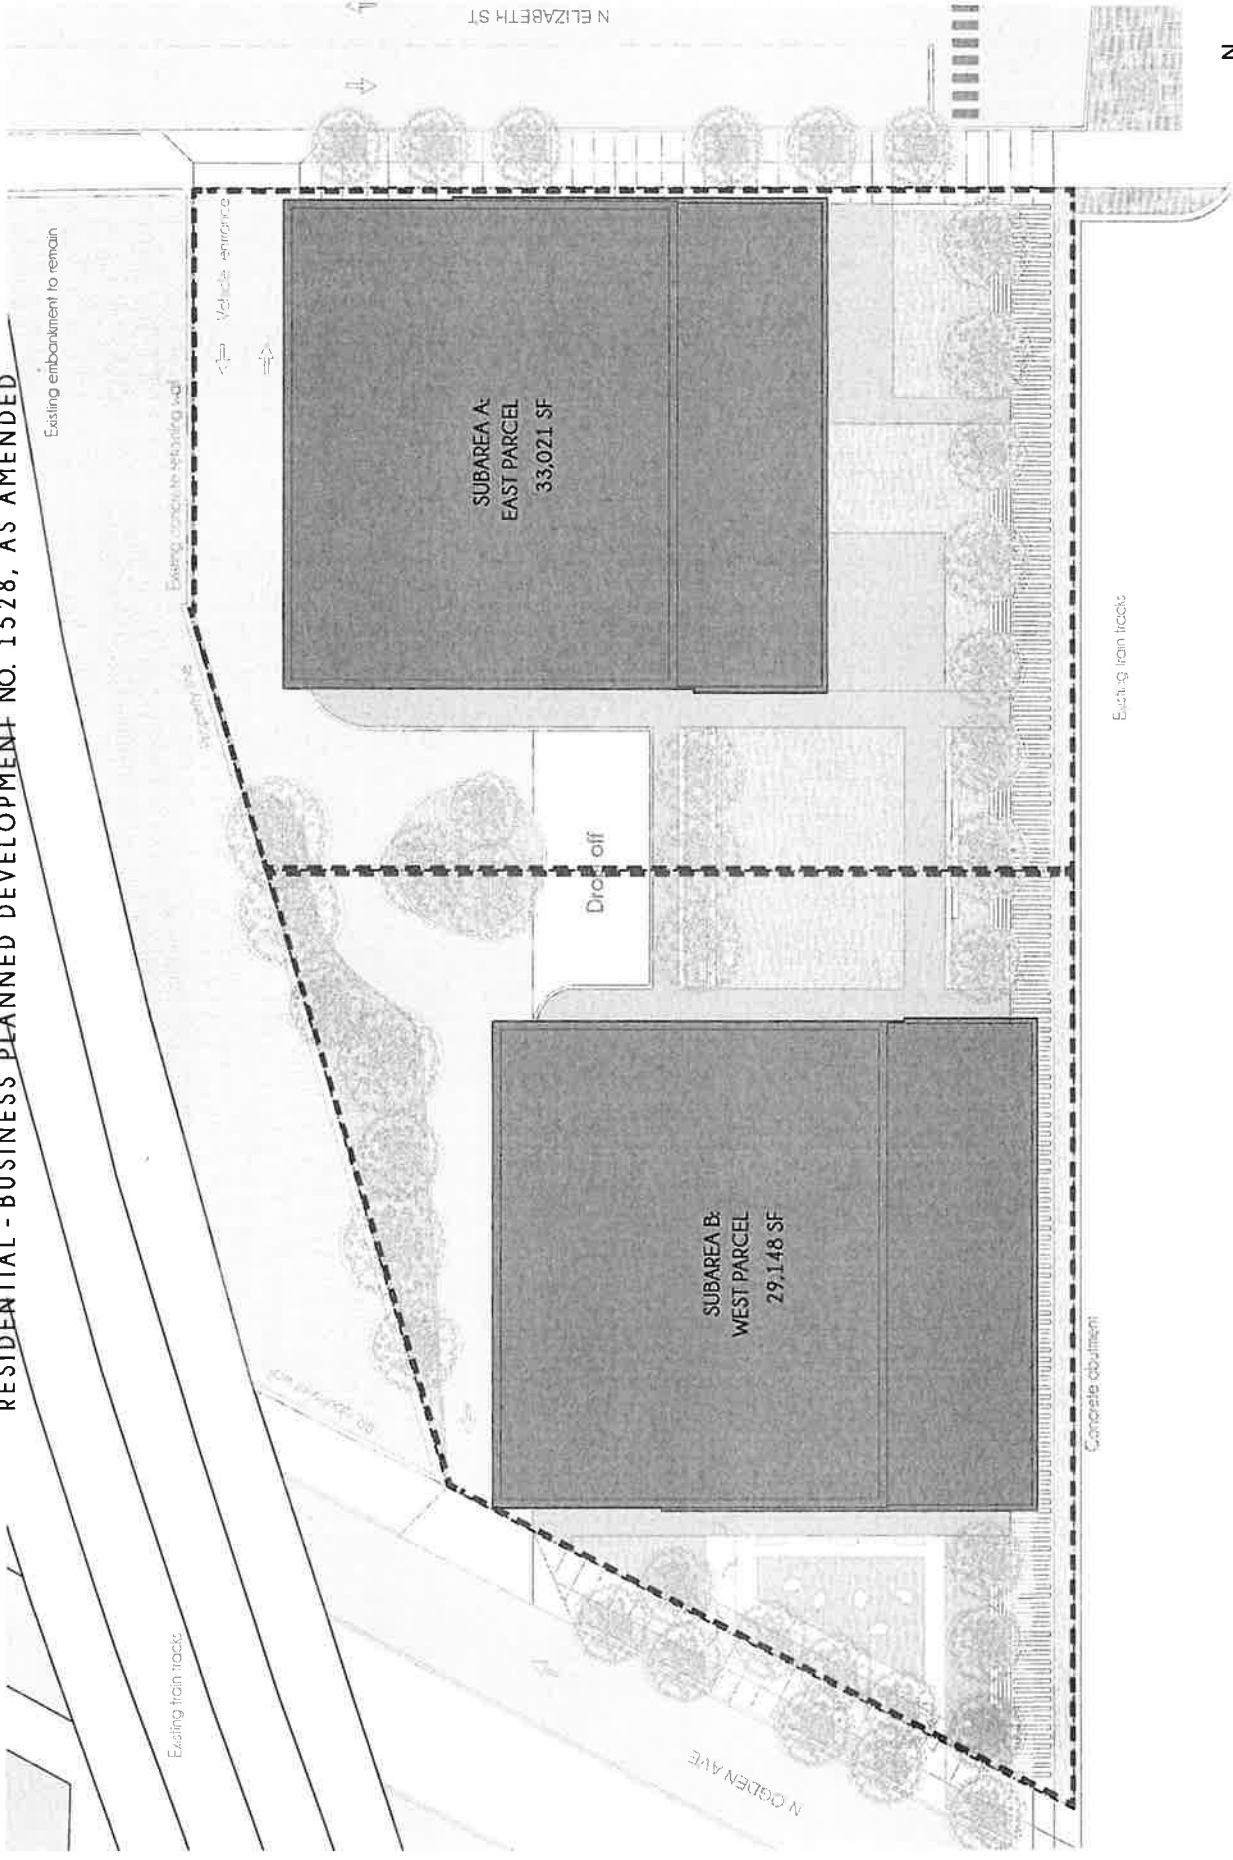 RESIDENTIAL - BUSINESS PLANNED DEVELOPMENT NO. 1528, AS AMENDED
Existing embankment to remain
Existing concrete retaining wall
Vehicle entrance
property line
N ELIZABETH ST
SUBAREA A:
EAST PARCEL
33,021 SF
Drop off
SUBAREA B:
WEST PARCEL
29,148 SF
Existing train tracks
N OGDEN AVE
Concrete abutment
Existing train tracks
N